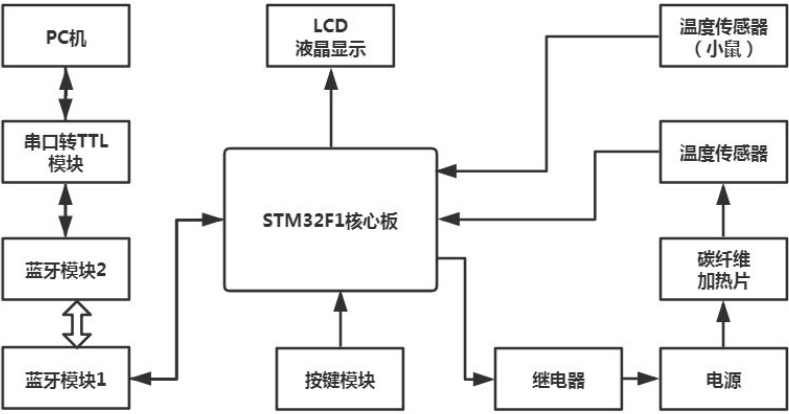 PC机
LCD
液晶显示
温度传感器
（小鼠）
串口转TTL
模块
温度传感器
STM32F1核心板
蓝牙模块2
碳纤维
加热片
蓝牙模块1
按键模块
继电器
电源